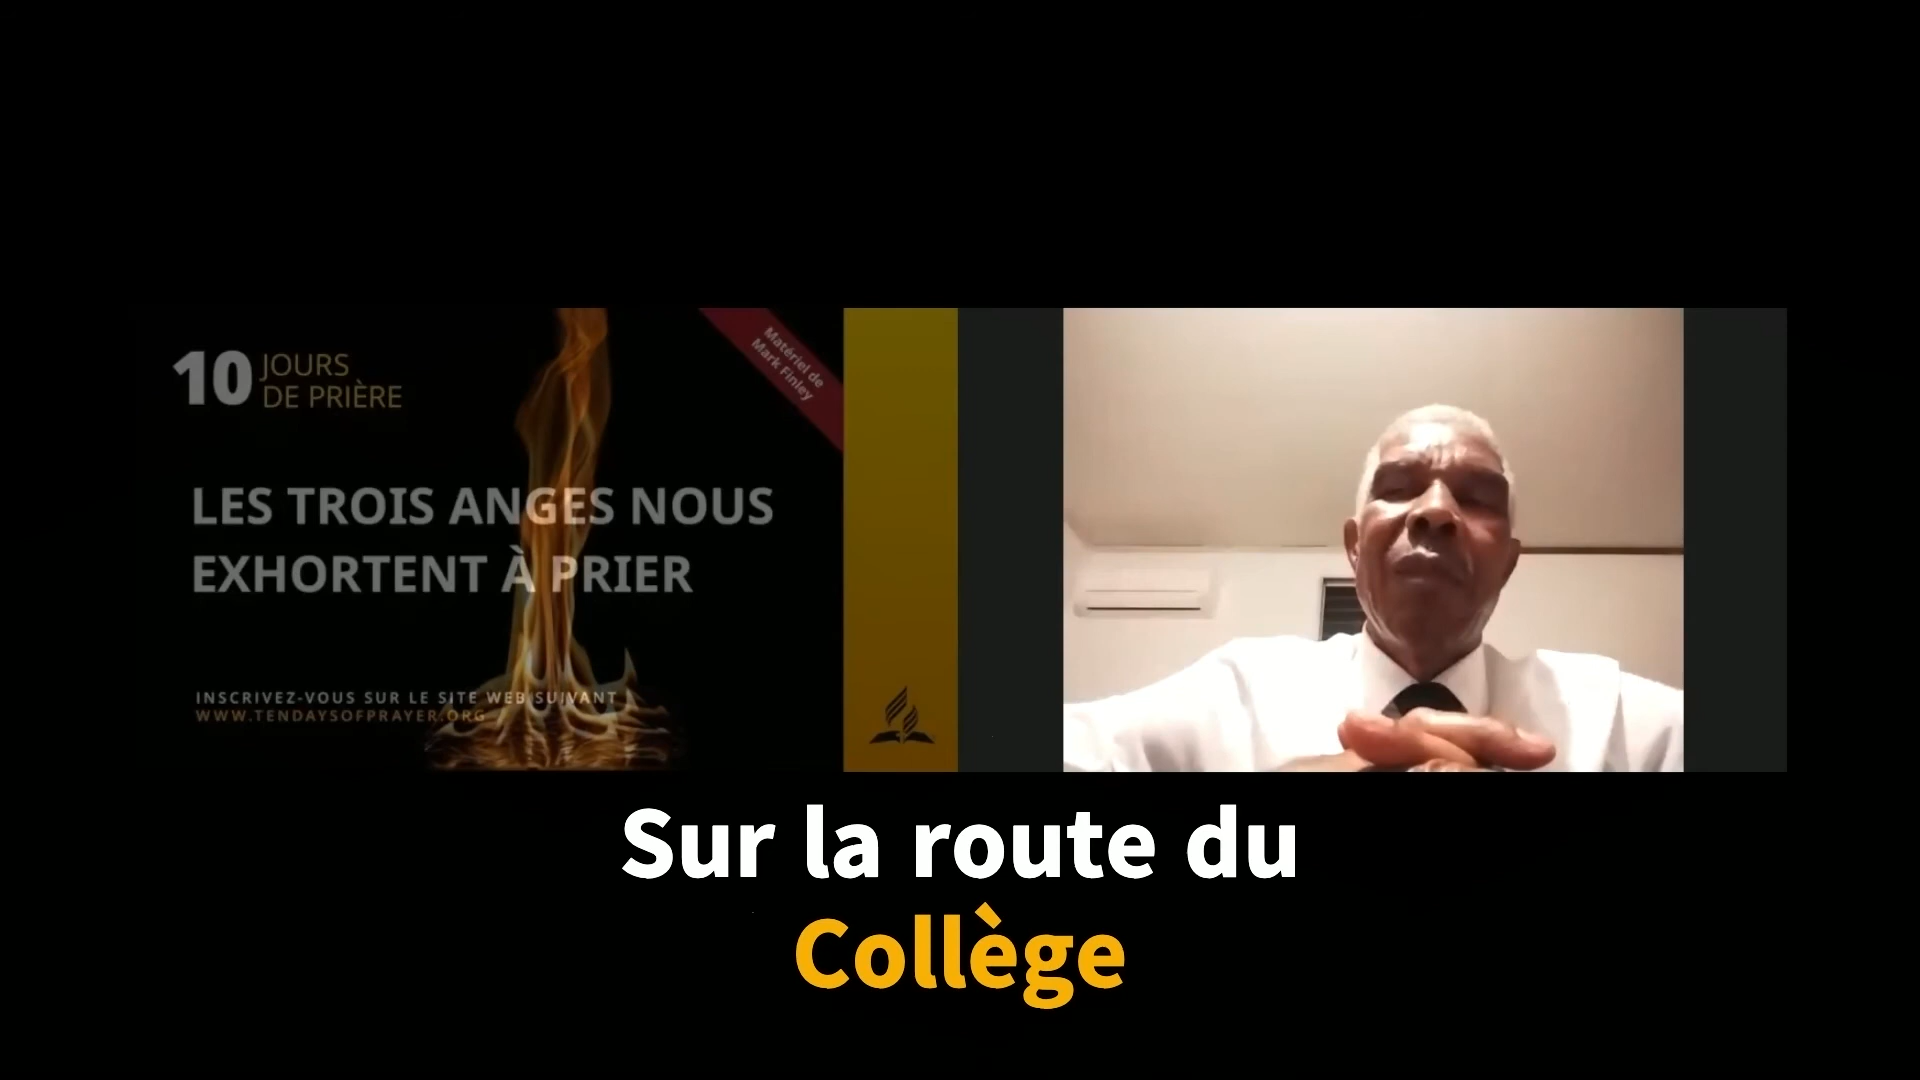 10 JOURS
DE PRIÈRE
Matériel de
Mark Finley
LES TROIS ANGES NOUS
EXHORTENT À PRIER
INSCRIVEZ-VOUS SUR LE SITE WEB SUIVANT
WWW.TENDAYSOFPRAYER.ORG
Sur la route du
Collège